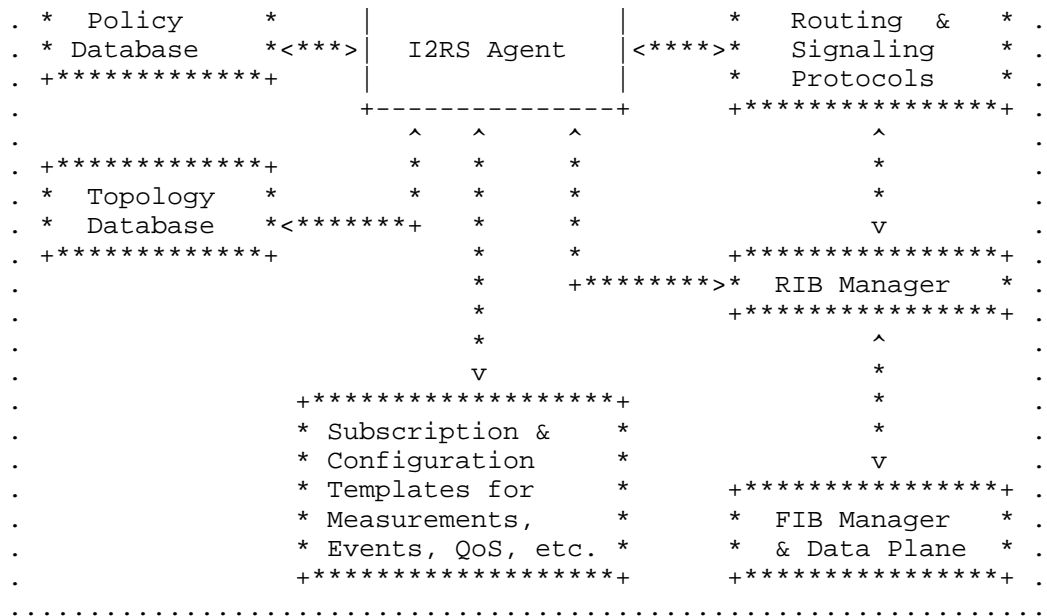 . *   Policy    *     |               |      *   Routing &    * .
. *  Database   *<***>|  I2RS Agent   |<****>*   Signaling    * .
. +*************+     |               |      *   Protocols    * .
.                     +---------------+      +****************+ .
.                        ^   ^     ^                  ^          .
. +*************+        *   *     *                  *          .
. *   Topology  *        *   *     *                  *          .
. *   Database  *<*******+   *     *                  v          .
. +*************+            *     *         +****************+ .
.                            *     +********>*  RIB Manager   * .
.                            *               +****************+ .
.                            *                        ^          .
.                            v                        *          .
.                 +*******************+               *          .
.                 * Subscription &    *               *          .
.                 * Configuration     *               v          .
.                 * Templates for     *      +****************+ .
.                 * Measurements,     *      *  FIB Manager   * .
.                 * Events, QoS, etc. *      *  & Data Plane  * .
.                 +*******************+      +****************+ .
.................................................................